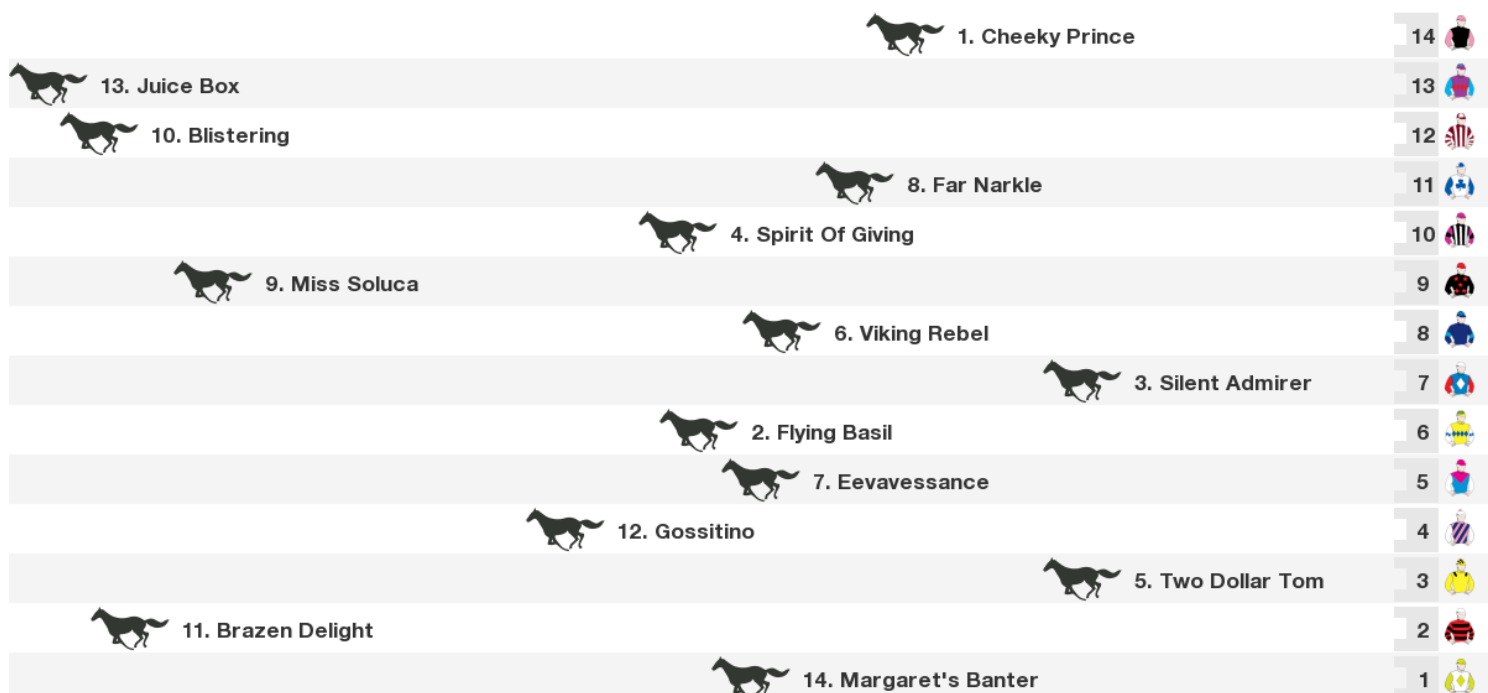 1. Cheeky Prince 14
13. Juice Box 13
10. Blistering 12
8. Far Narkle 11
4. Spirit Of Giving 10
9. Miss Soluca 9
6. Viking Rebel 8
3. Silent Admirer 7
2. Flying Basil 6
7. Eevavessance 5
12. Gossitino 4
5. Two Dollar Tom 3
11. Brazen Delight 2
14. Margaret's Banter 1